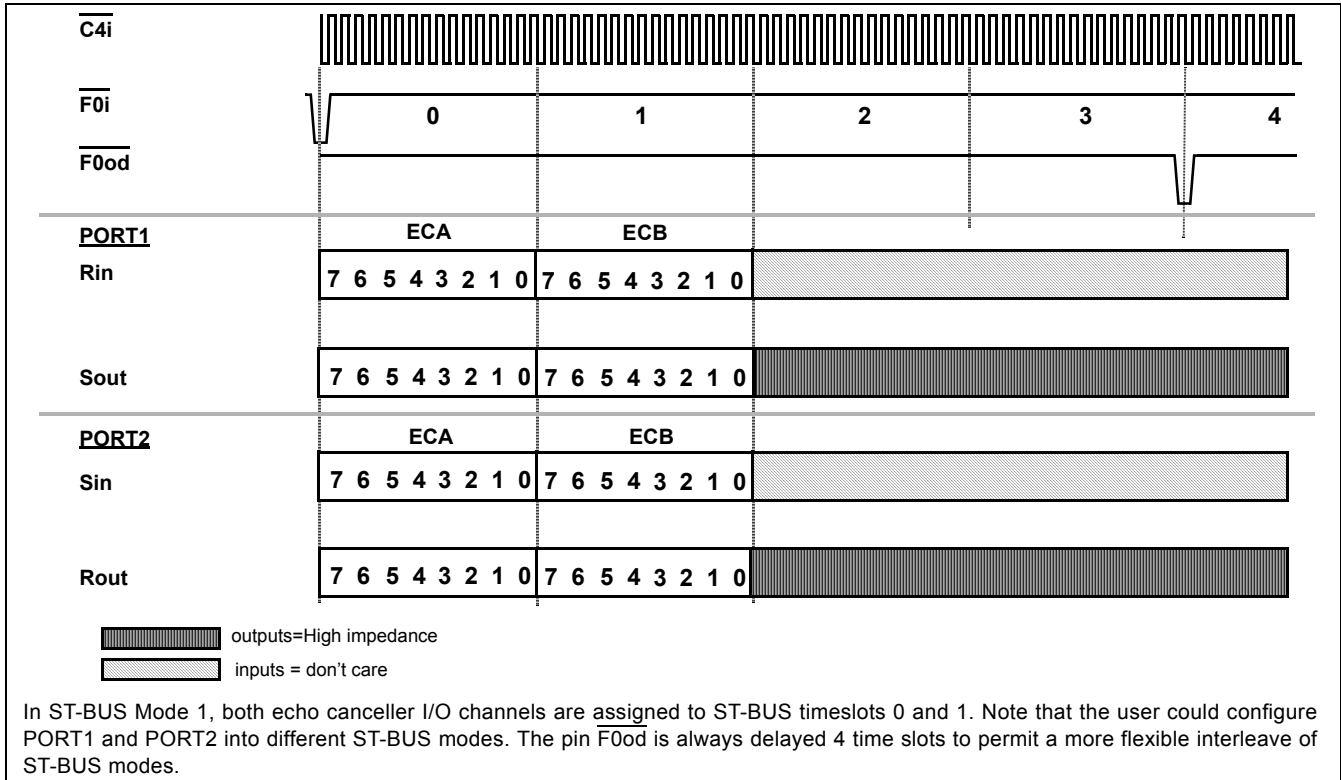 C4i
F0i
0 1 2 3 4
F0od
PORT1
ECA ECB
Rin
7 6 5 4 3 2 1 0 7 6 5 4 3 2 1 0
Sout
7 6 5 4 3 2 1 0 7 6 5 4 3 2 1 0
PORT2
ECA ECB
Sin
7 6 5 4 3 2 1 0 7 6 5 4 3 2 1 0
Rout
7 6 5 4 3 2 1 0 7 6 5 4 3 2 1 0
outputs=High impedance
inputs = don't care
In ST-BUS Mode 1, both echo canceller I/O channels are assigned to ST-BUS timeslots 0 and 1. Note that the user could configure
PORT1 and PORT2 into different ST-BUS modes. The pin F0od is always delayed 4 time slots to permit a more flexible interleave of
ST-BUS modes.